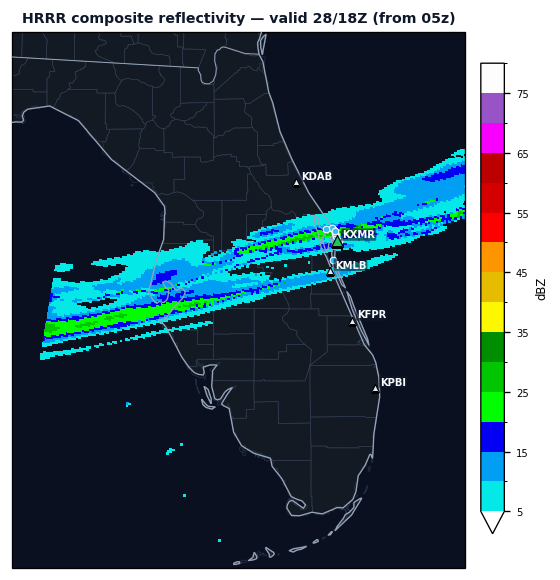 HRRR composite reflectivity — valid 28/18Z (from 05z)
KDAB
KXMR
KMLB
KFPR
KPBI
75
65
55
45
35
25
15
5
dBZ